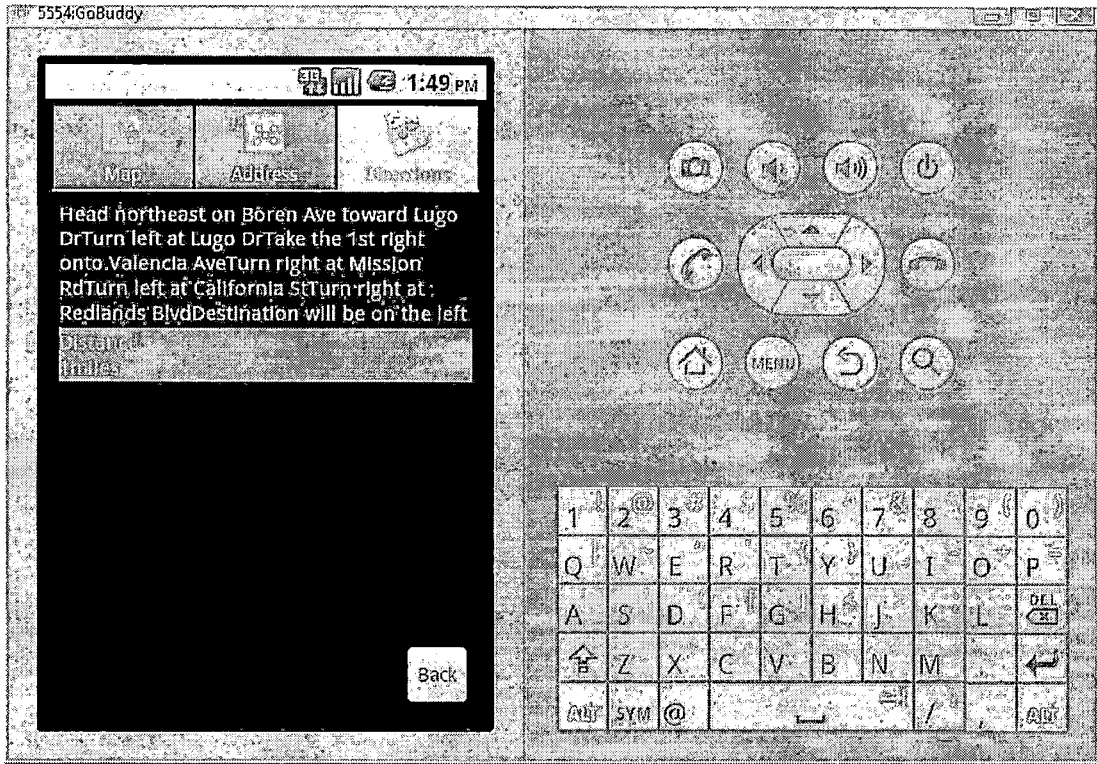 5554:GoBuddy
1:49 PM
Map Address Directions
Head northeast on Boren Ave toward Lugo
DrTurn left at Lugo DrTake the 1st right
onto Valencia AveTurn right at Mission
RdTurn left at California StTurn right at
Redlands BlvdDestination will be on the left
Distance
miles
Back
MENU
1 2 @ 3 # 4 5 % 6 7 & 8 9 ( 0 )
Q W E R T Y U I O P
A S D F G H J K L DEL
Z X C V B N M .
ALT SYM @ / , ALT